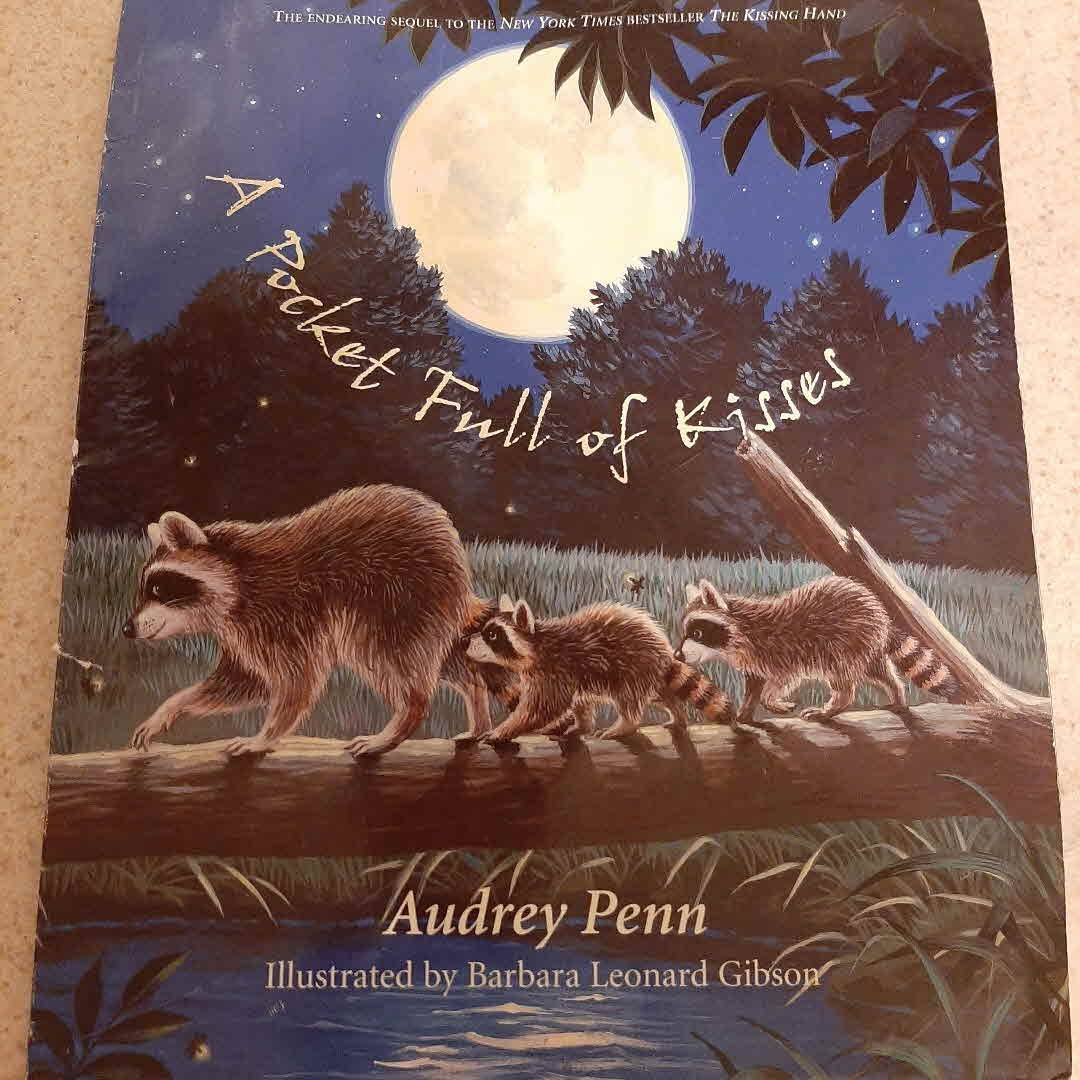 THE ENDEARING SEQUEL TO THE NEW YORK TIMES BESTSELLER THE KISSING HAND
A Pocket Full of Kisses
Audrey Penn
Illustrated by Barbara Leonard Gibson